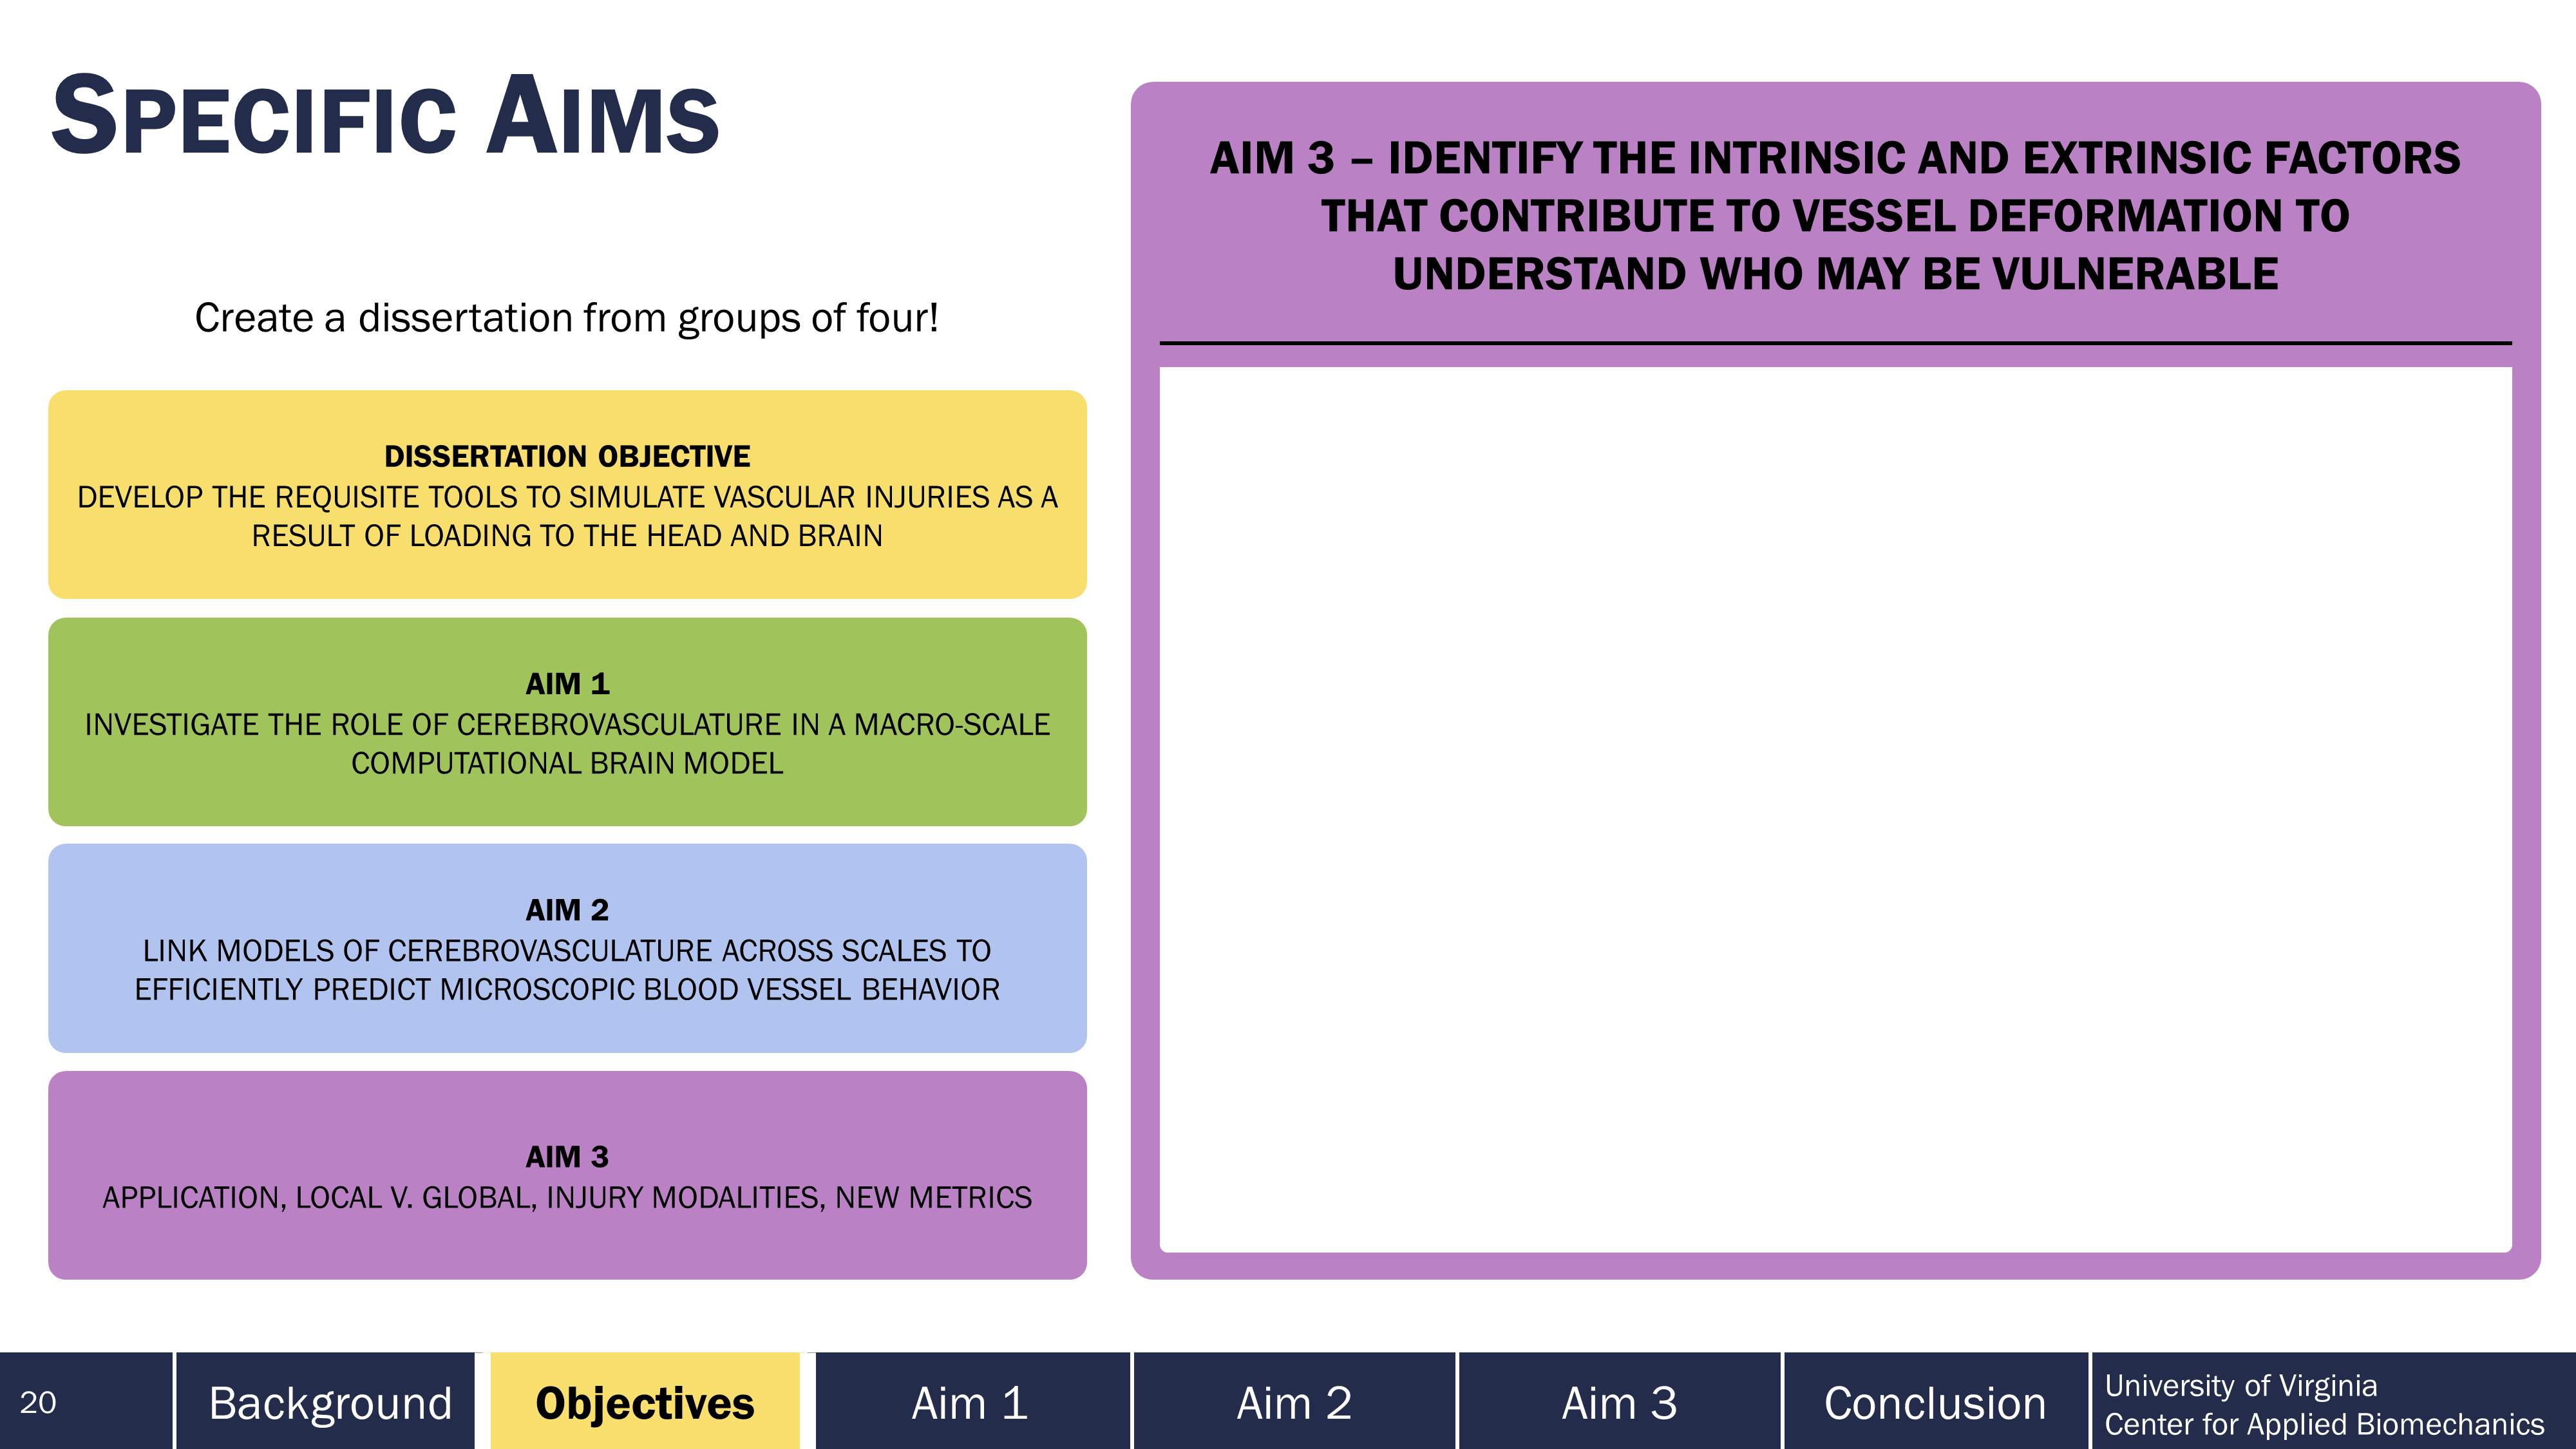 SPECIFIC AIMS
Create a dissertation from groups of four!
DISSERTATION OBJECTIVE
DEVELOP THE REQUISITE TOOLS TO SIMULATE VASCULAR INJURIES AS A
RESULT OF LOADING TO THE HEAD AND BRAIN
AIM 1
INVESTIGATE THE ROLE OF CEREBROVASCULATURE IN A MACRO-SCALE
COMPUTATIONAL BRAIN MODEL
AIM 2
LINK MODELS OF CEREBROVASCULATURE ACROSS SCALES TO
EFFICIENTLY PREDICT MICROSCOPIC BLOOD VESSEL BEHAVIOR
AIM 3
APPLICATION, LOCAL V. GLOBAL, INJURY MODALITIES, NEW METRICS
AIM 3 – IDENTIFY THE INTRINSIC AND EXTRINSIC FACTORS
THAT CONTRIBUTE TO VESSEL DEFORMATION TO
UNDERSTAND WHO MAY BE VULNERABLE
20
Background
Objectives
Aim 1
Aim 2
Aim 3
Conclusion
University of Virginia
Center for Applied Biomechanics